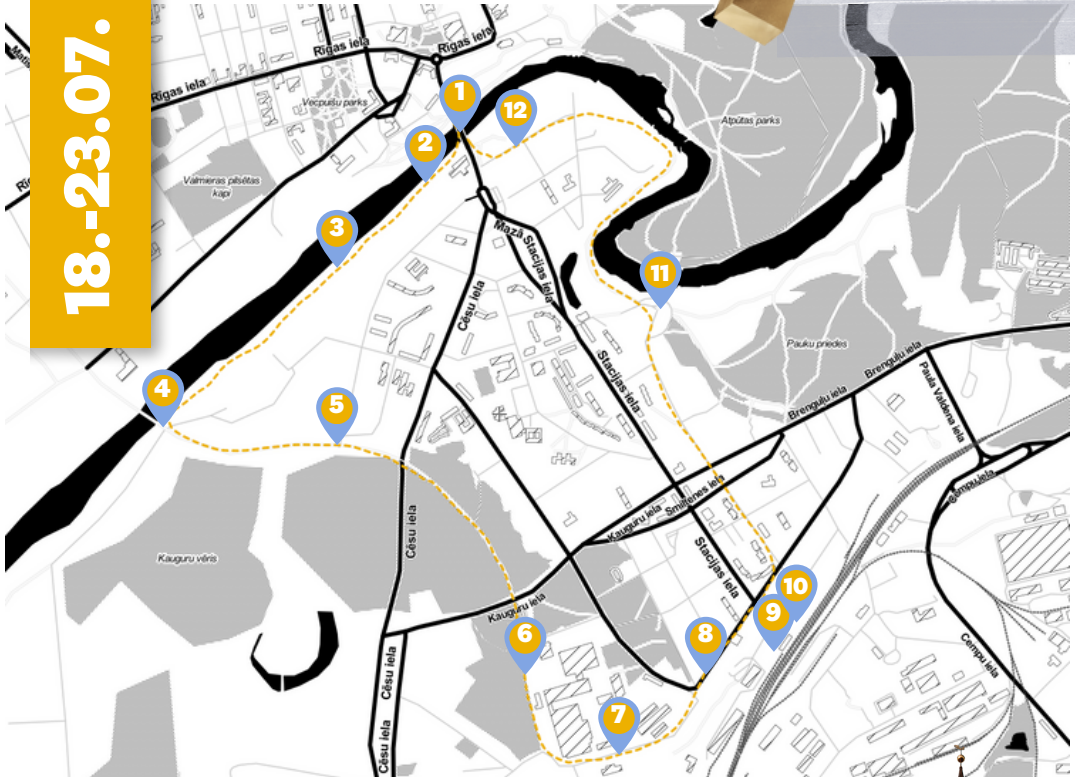 18.-23.07.
Rīgas iela
Rīgas iela
Rīgas iela
Vecpuišu parks
Valmieras pilsētas
kapi
1
12
2
3
Atpūtas parks
Mazā Stacijas iela
11
Cēsu iela
Pauku priedes
Stacijas iela
Brenguļu iela
Brenguļu iela
Paula Valdena iela
4
5
Cempu iela
Smiltenes iela
Kauguru iela
Cēsu iela
Kauguru vēris
Stacijas iela
10
9
Kauguru iela
6
8
Cempu iela
Cēsu iela
7
Cēsu iela